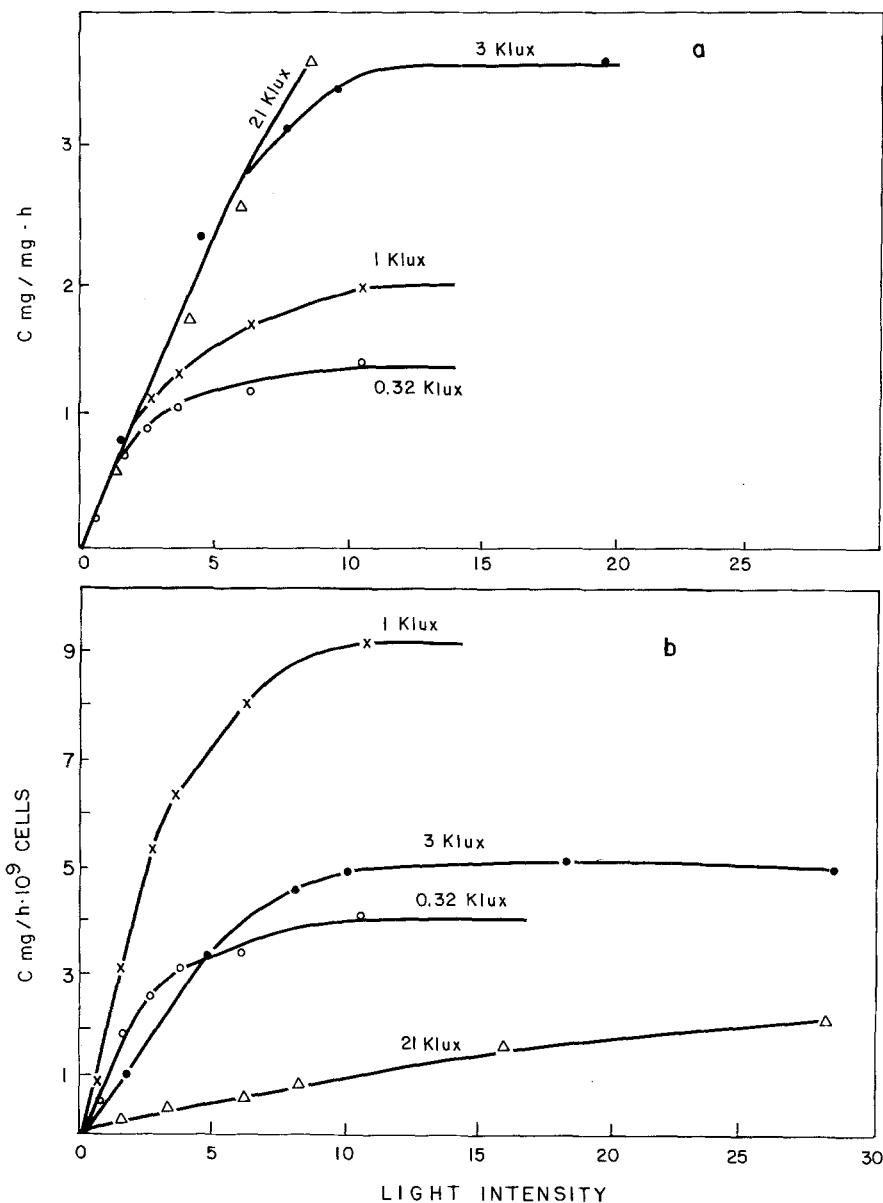 3 Klux
a
21 Klux
3
C mg / mg - h
1 Klux
2
0.32 Klux
1
0 5 10 15 20 25
1 Klux
b
9
7
C mg/h·10⁹ CELLS
3 Klux
5
0.32 Klux
3
21 Klux
1
0 5 10 15 20 25 30
LIGHT INTENSITY